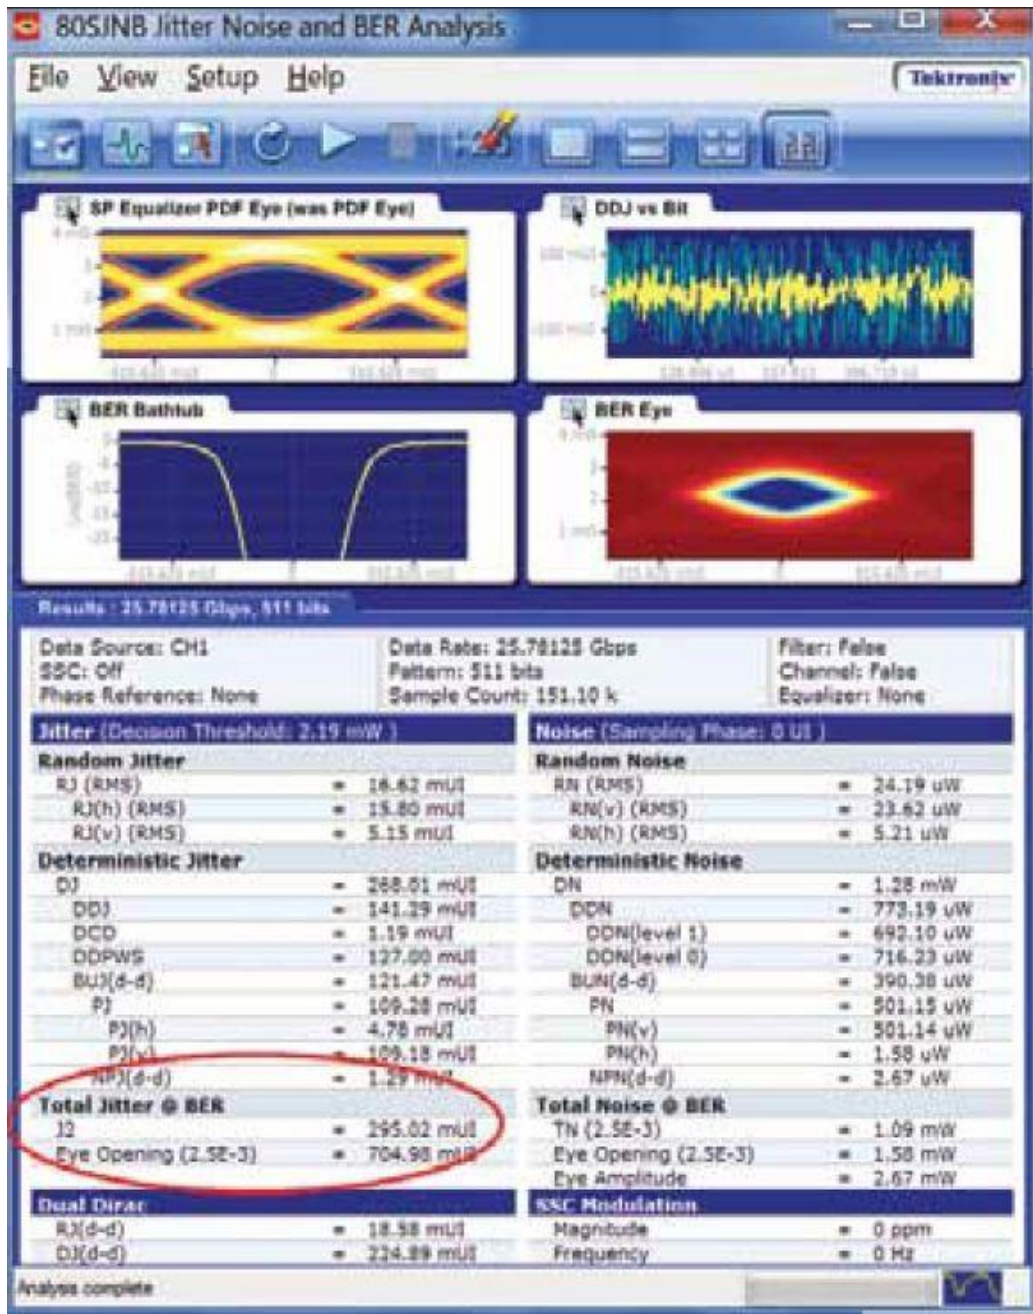 80SJNB Jitter Noise and BER Analysis
File View Setup Help
Tektronix
SP Equalizer PDF Eye (was PDF Eye)
DDJ vs Bit
BER Bathtub
BER Eye
Results : 25.78125 Gbps, 511 bits
Data Source: CH1
SSC: Off
Phase Reference: None
Data Rate: 25.78125 Gbps
Pattern: 511 bits
Sample Count: 151.10 k
Filter: False
Channel: False
Equalizer: None
Jitter (Decision Threshold: 2.19 mW )
Random Jitter
RJ (RMS) = 16.62 mUI
RJ(h) (RMS) = 15.80 mUI
RJ(v) (RMS) = 5.15 mUI
Deterministic Jitter
DJ = 268.01 mUI
DDJ = 141.29 mUI
DCD = 1.19 mUI
DDPWS = 127.00 mUI
BUJ(d-d) = 121.47 mUI
PJ = 109.28 mUI
PJ(h) = 4.78 mUI
PJ(v) = 109.18 mUI
NPJ(d-d) = 1.29 mUI
Total Jitter @ BER
J2 = 295.02 mUI
Eye Opening (2.5E-3) = 704.98 mUI
Dual Dirac
RJ(d-d) = 18.58 mUI
DJ(d-d) = 224.89 mUI
Noise (Sampling Phase: 0 UI )
Random Noise
RN (RMS) = 24.19 uW
RN(v) (RMS) = 23.62 uW
RN(h) (RMS) = 5.21 uW
Deterministic Noise
DN = 1.28 mW
DDN = 773.19 uW
DDN(level 1) = 692.10 uW
DDN(level 0) = 716.23 uW
BUN(d-d) = 390.38 uW
PN = 501.15 uW
PN(v) = 501.14 uW
PN(h) = 1.58 uW
NPN(d-d) = 2.67 uW
Total Noise @ BER
TN (2.5E-3) = 1.09 mW
Eye Opening (2.5E-3) = 1.58 mW
Eye Amplitude = 2.67 mW
SSC Modulation
Magnitude = 0 ppm
Frequency = 0 Hz
Analysis complete